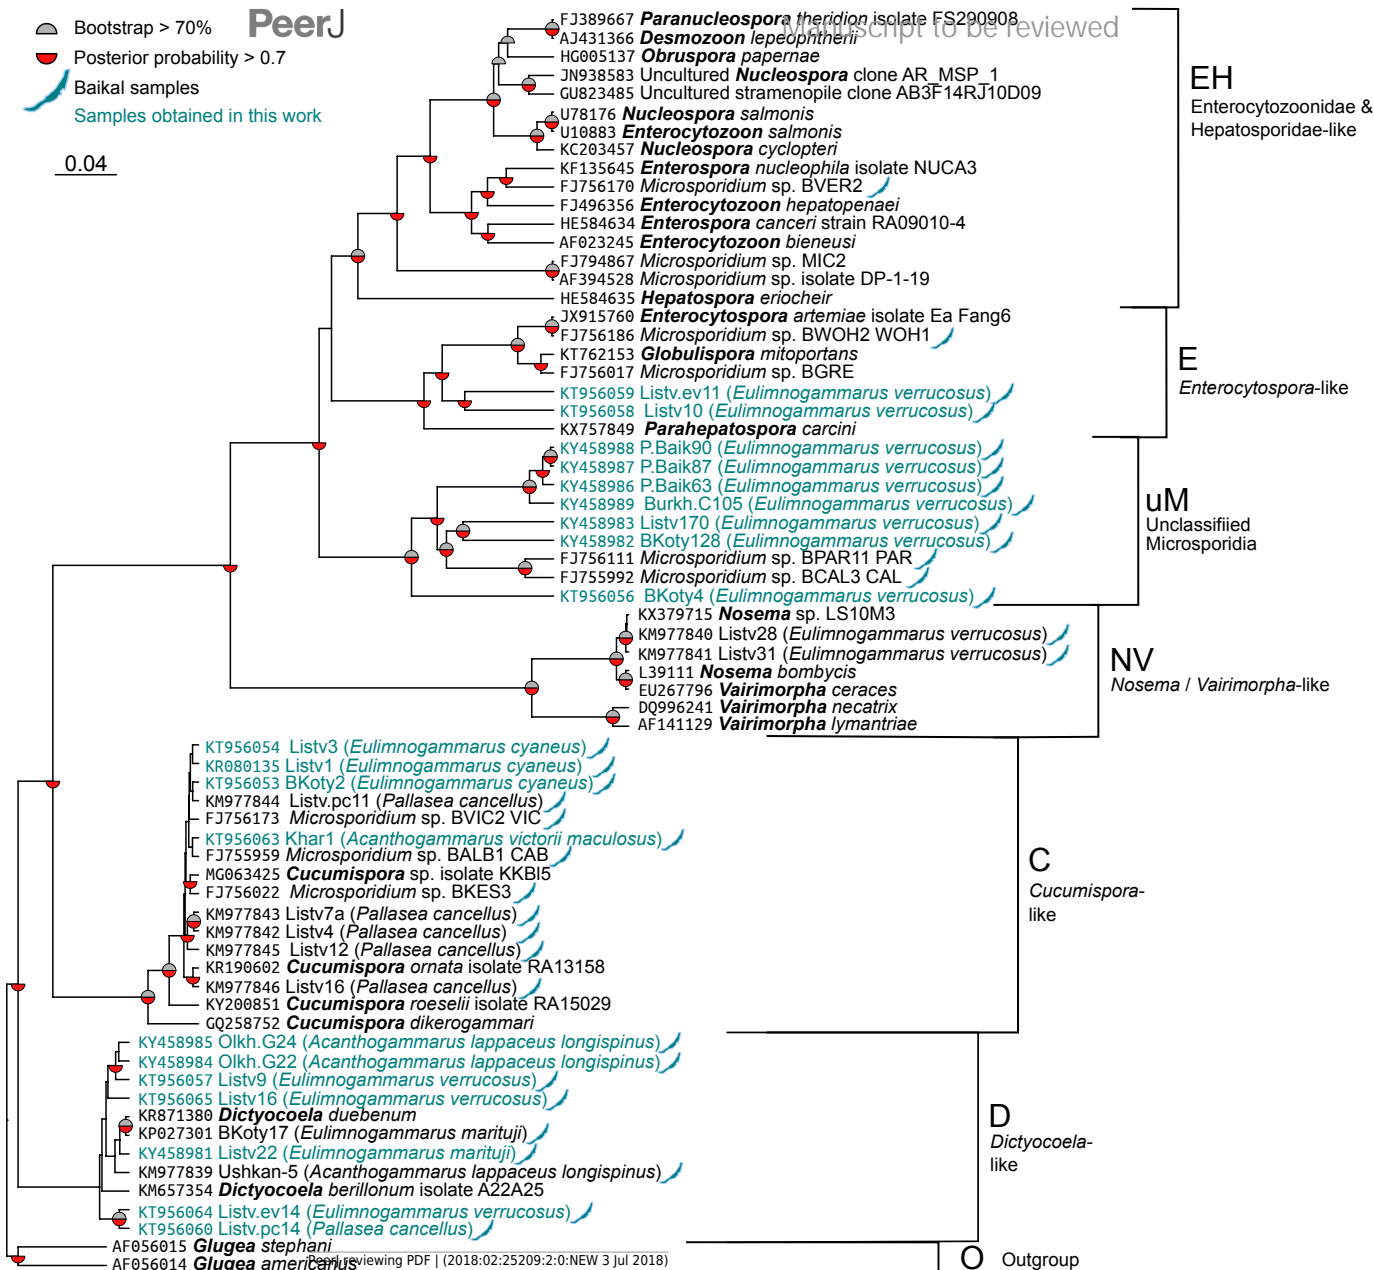 Bootstrap > 70%
Posterior probability > 0.7
Baikal samples
Samples obtained in this work
0.04
PeerJ
Manuscript to be reviewed
FJ389667 Paranucleospora theridion isolate FS290908
AJ431366 Desmozoon lepeophtherii
HG005137 Obruspora papernae
JN938583 Uncultured Nucleospora clone AR_MSP_1
GU823485 Uncultured stramenopile clone AB3F14RJ10D09
U78176 Nucleospora salmonis
U10883 Enterocytozoon salmonis
KC203457 Nucleospora cyclopteri
KF135645 Enterospora nucleophila isolate NUCA3
FJ756170 Microsporidium sp. BVER2
FJ496356 Enterocytozoon hepatopenaei
HE584634 Enterospora canceri strain RA09010-4
AF023245 Enterocytozoon bieneusi
FJ794867 Microsporidium sp. MIC2
AF394528 Microsporidium sp. isolate DP-1-19
HE584635 Hepatospora eriocheir
EH
Enterocytozoonidae &
Hepatosporidae-like
JX915760 Enterocytospora artemiae isolate Ea Fang6
FJ756186 Microsporidium sp. BWOH2 WOH1
KT762153 Globulispora mitoportans
FJ756017 Microsporidium sp. BGRE
KT956059 Listv.ev11 (Eulimnogammarus verrucosus)
KT956058 Listv10 (Eulimnogammarus verrucosus)
KX757849 Parahepatospora carcini
E
Enterocytospora-like
KY458988 P.Baik90 (Eulimnogammarus verrucosus)
KY458987 P.Baik87 (Eulimnogammarus verrucosus)
KY458986 P.Baik63 (Eulimnogammarus verrucosus)
KY458989 Burkh.C105 (Eulimnogammarus verrucosus)
KY458983 Listv170 (Eulimnogammarus verrucosus)
KY458982 BKoty128 (Eulimnogammarus verrucosus)
FJ756111 Microsporidium sp. BPAR11 PAR
FJ755992 Microsporidium sp. BCAL3 CAL
KT956056 BKoty4 (Eulimnogammarus verrucosus)
uM
Unclassifiied
Microsporidia
KX379715 Nosema sp. LS10M3
KM977840 Listv28 (Eulimnogammarus verrucosus)
KM977841 Listv31 (Eulimnogammarus verrucosus)
L39111 Nosema bombycis
EU267796 Vairimorpha ceraces
DQ996241 Vairimorpha necatrix
AF141129 Vairimorpha lymantriae
NV
Nosema / Vairimorpha-like
KT956054 Listv3 (Eulimnogammarus cyaneus)
KR080135 Listv1 (Eulimnogammarus cyaneus)
KT956053 BKoty2 (Eulimnogammarus cyaneus)
KM977844 Listv.pc11 (Pallasea cancellus)
FJ756173 Microsporidium sp. BVIC2 VIC
KT956063 Khar1 (Acanthogammarus victorii maculosus)
FJ755959 Microsporidium sp. BALB1 CAB
MG063425 Cucumispora sp. isolate KKBI5
FJ756022 Microsporidium sp. BKES3
KM977843 Listv7a (Pallasea cancellus)
KM977842 Listv4 (Pallasea cancellus)
KM977845 Listv12 (Pallasea cancellus)
KR190602 Cucumispora ornata isolate RA13158
KM977846 Listv16 (Pallasea cancellus)
KY200851 Cucumispora roeselii isolate RA15029
GQ258752 Cucumispora dikerogammari
C
Cucumispora-
like
KY458985 Olkh.G24 (Acanthogammarus lappaceus longispinus)
KY458984 Olkh.G22 (Acanthogammarus lappaceus longispinus)
KT956057 Listv9 (Eulimnogammarus verrucosus)
KT956065 Listv16 (Eulimnogammarus verrucosus)
KR871380 Dictyocoela duebenum
KP027301 BKoty17 (Eulimnogammarus marituji)
KY458981 Listv22 (Eulimnogammarus marituji)
KM977839 Ushkan-5 (Acanthogammarus lappaceus longispinus)
KM657354 Dictyocoela berillonum isolate A22A25
KT956064 Listv.ev14 (Eulimnogammarus verrucosus)
KT956060 Listv.pc14 (Pallasea cancellus)
D
Dictyocoela-
like
AF056015 Glugea stephani
AF056014 Glugea americanus
O Outgroup
PeerJ reviewing PDF | (2018:02:25209:2:0:NEW 3 Jul 2018)